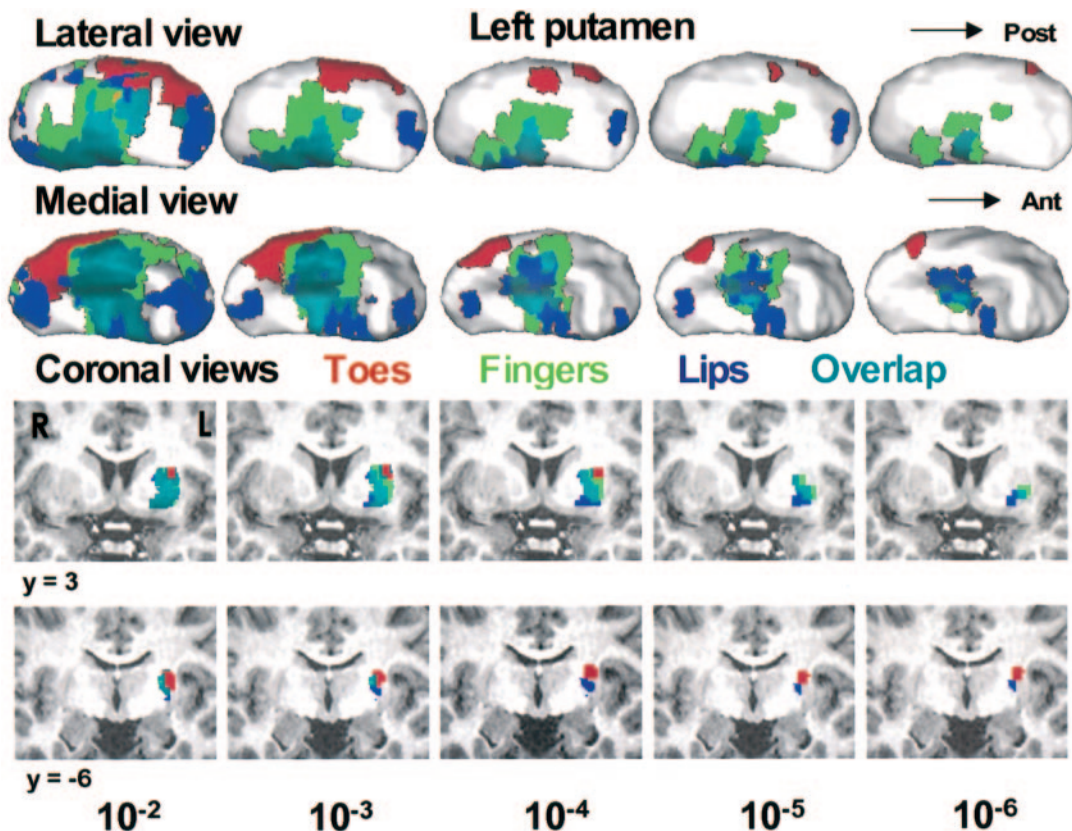 Lateral view Left putamen Post
Medial view Ant
Coronal views Toes Fingers Lips Overlap
R L
y = 3
y = -6
10⁻² 10⁻³ 10⁻⁴ 10⁻⁵ 10⁻⁶